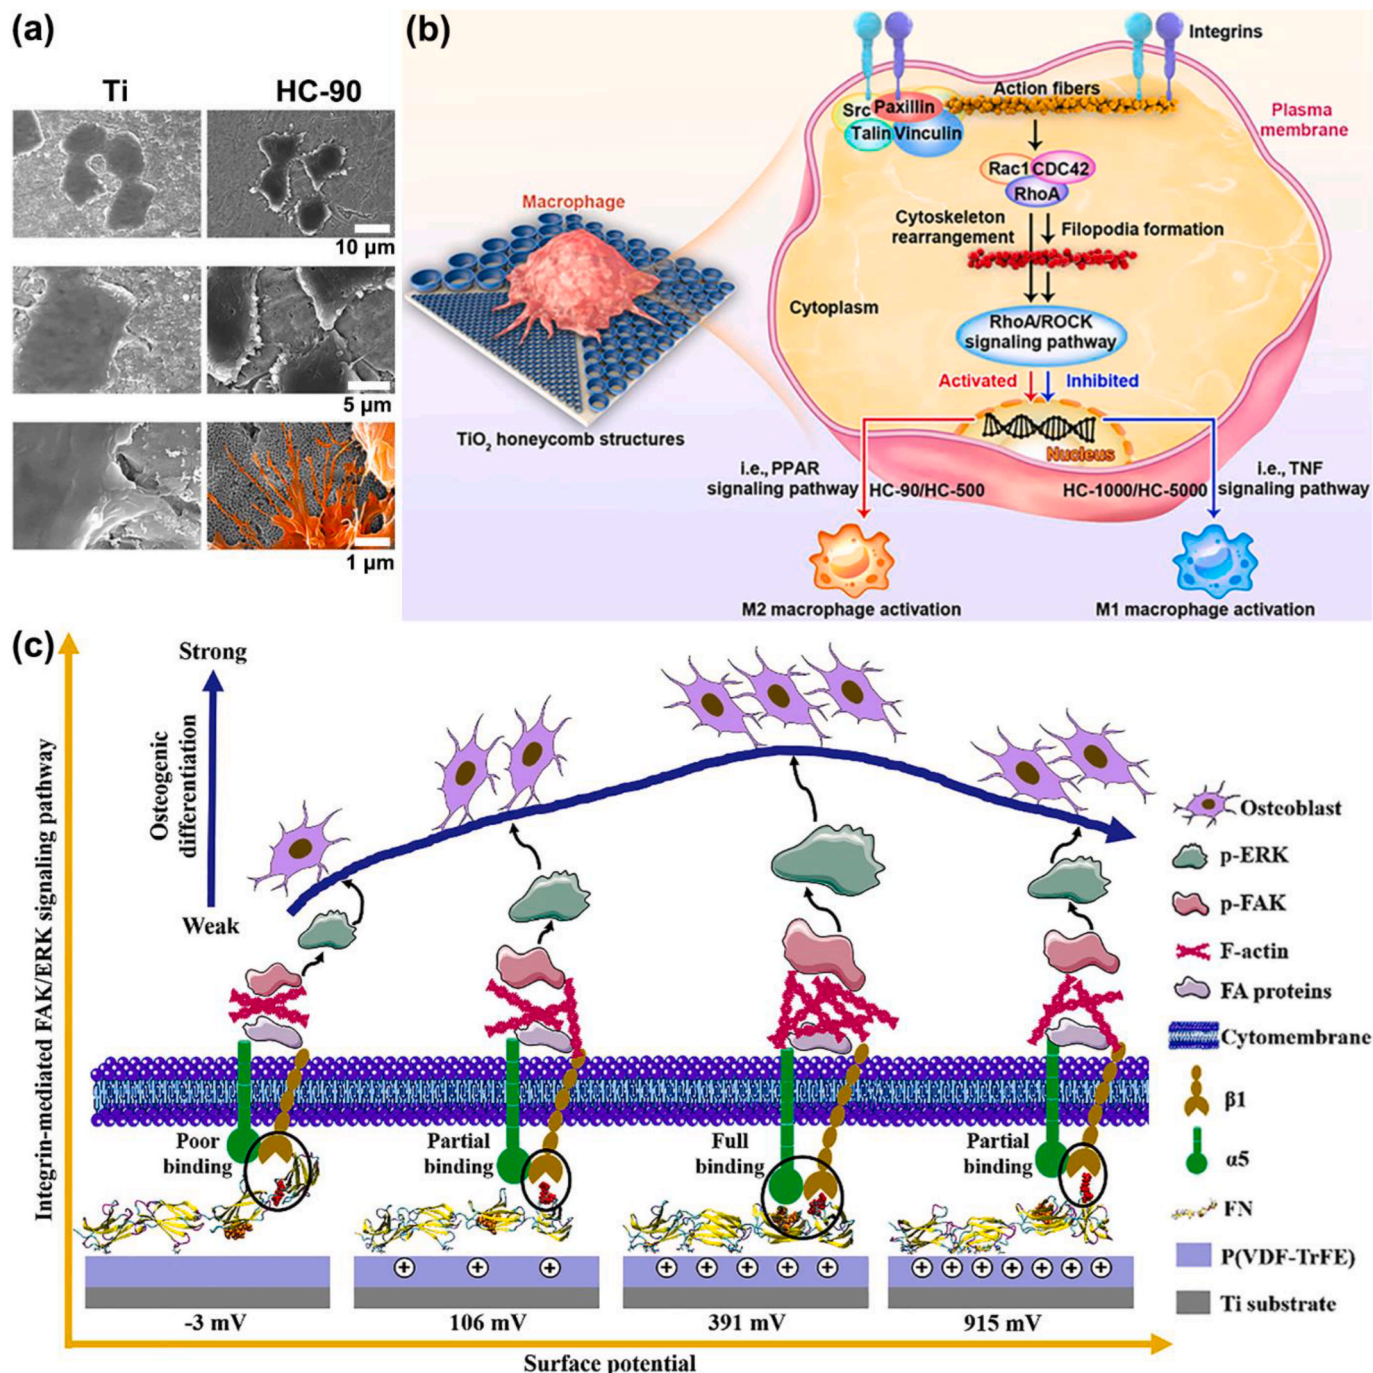 (a)
Ti
HC-90
10 µm
5 µm
1 µm
(b)
Integrins
Action fibers
Src
Paxillin
Talin
Vinculin
Plasma
membrane
Rac1
CDC42
RhoA
Macrophage
Cytoskeleton
rearrangement
Filopodia formation
Cytoplasm
RhoA/ROCK
signaling pathway
Activated
Inhibited
TiO2 honeycomb structures
Nucleus
i.e., PPAR
signaling pathway
HC-90/HC-500
HC-1000/HC-5000
i.e., TNF
signaling pathway
M2 macrophage activation
M1 macrophage activation
(c)
Integrin-mediated FAK/ERK signaling pathway
Osteogenic
differentiation
Strong
Weak
Osteoblast
p-ERK
p-FAK
F-actin
FA proteins
Cytomembrane
β1
α5
FN
P(VDF-TrFE)
Ti substrate
Poor
binding
Partial
binding
Full
binding
Partial
binding
+ + +
+ + + + +
+ + + + + + +
-3 mV
106 mV
391 mV
915 mV
Surface potential